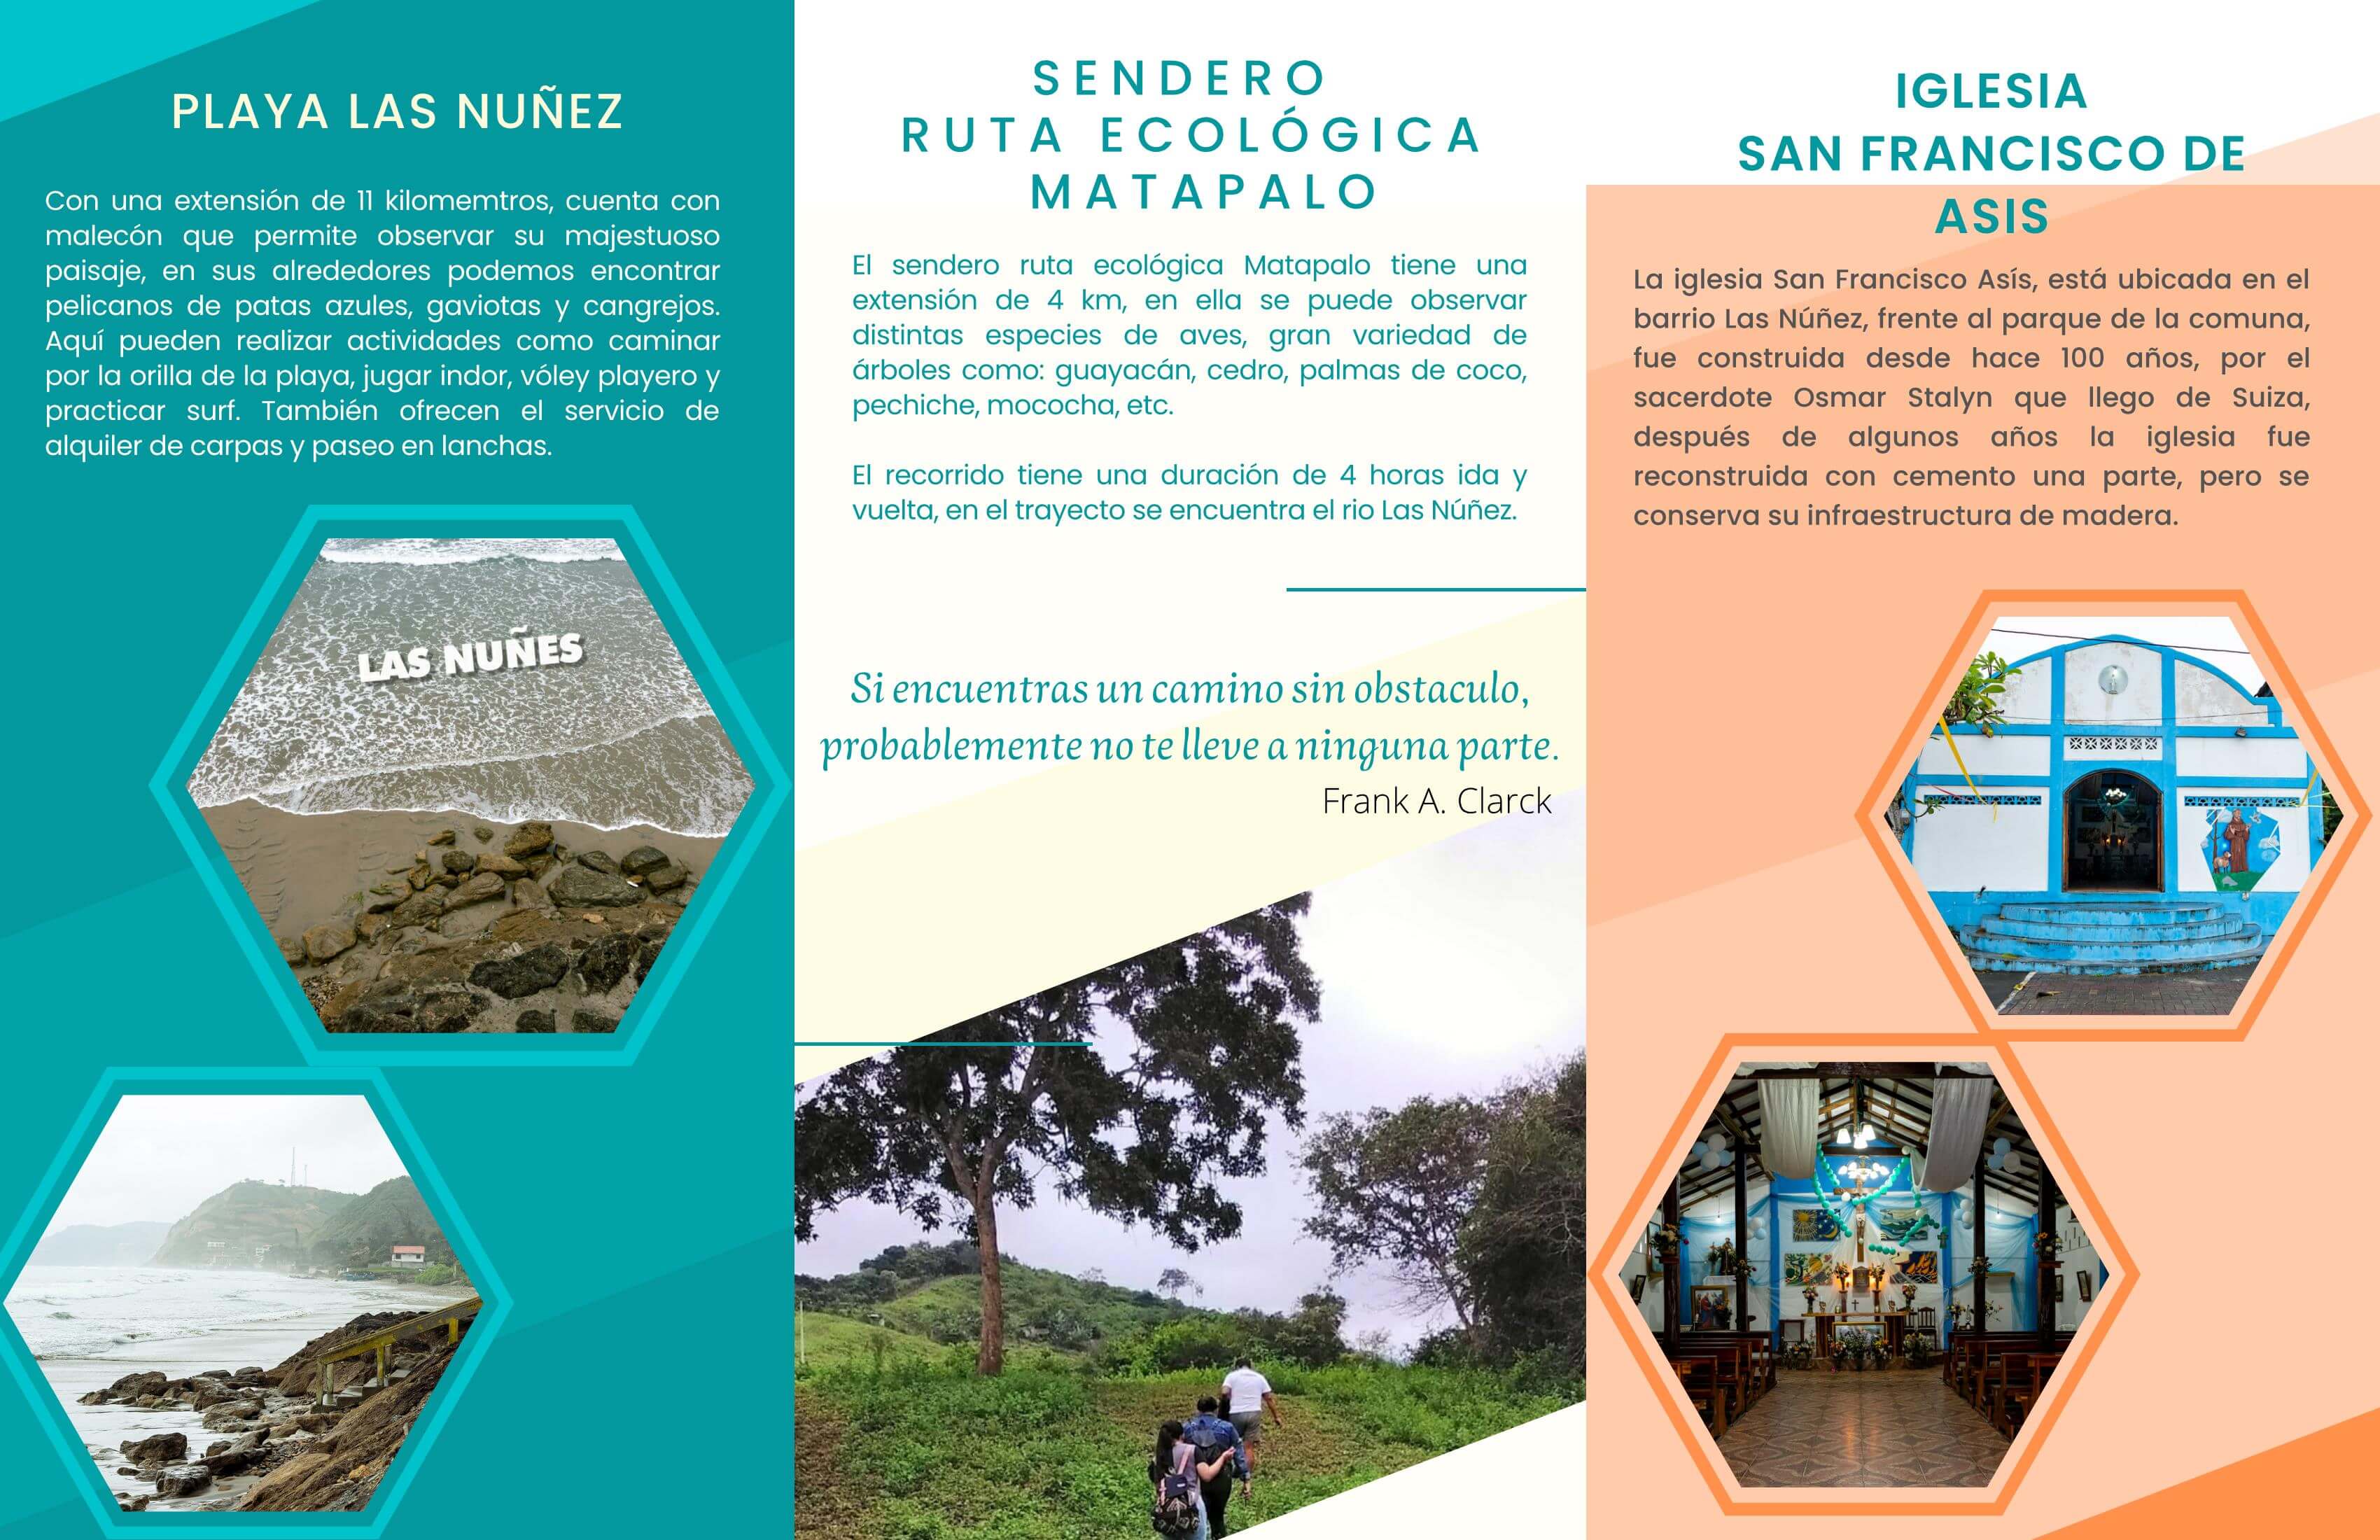 PLAYA LAS NUÑEZ
Con una extensión de 11 kilomemtros, cuenta con
malecón que permite observar su majestuoso
paisaje, en sus alrededores podemos encontrar
pelicanos de patas azules, gaviotas y cangrejos.
Aquí pueden realizar actividades como caminar
por la orilla de la playa, jugar indor, vóley playero y
practicar surf. También ofrecen el servicio de
alquiler de carpas y paseo en lanchas.
LAS NUÑES
SENDERO
RUTA ECOLÓGICA
MATAPALO
El sendero ruta ecológica Matapalo tiene una
extensión de 4 km, en ella se puede observar
distintas especies de aves, gran variedad de
árboles como: guayacán, cedro, palmas de coco,
pechiche, mococha, etc.
El recorrido tiene una duración de 4 horas ida y
vuelta, en el trayecto se encuentra el rio Las Núñez.
Si encuentras un camino sin obstaculo,
probablemente no te lleve a ninguna parte.
Frank A. Clarck
IGLESIA
SAN FRANCISCO DE
ASIS
La iglesia San Francisco Asís, está ubicada en el
barrio Las Núñez, frente al parque de la comuna,
fue construida desde hace 100 años, por el
sacerdote Osmar Stalyn que llego de Suiza,
después de algunos años la iglesia fue
reconstruida con cemento una parte, pero se
conserva su infraestructura de madera.